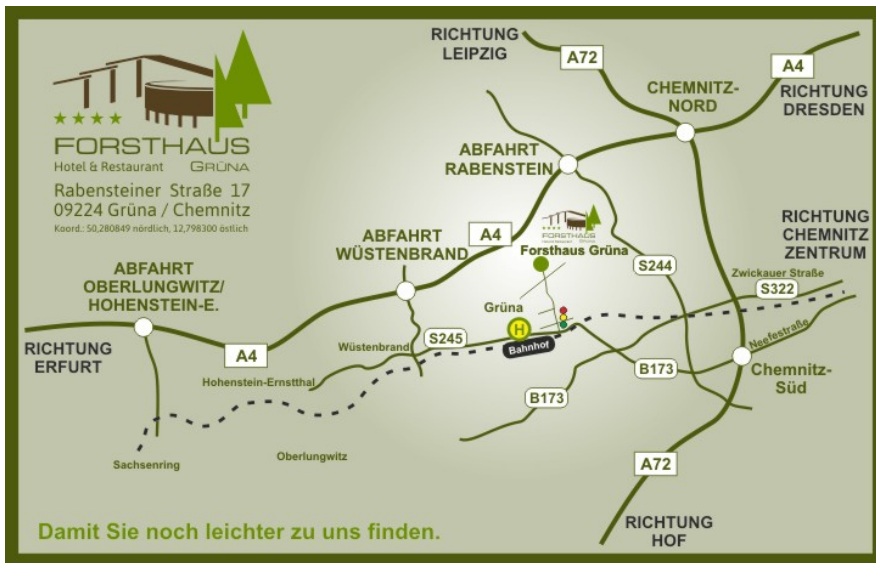 FORSTHAUS
Hotel & Restaurant GRÜNA
Rabensteiner Straße 17
09224 Grüna / Chemnitz
Koord.: 50,280849 nördlich, 12,798300 östlich
RICHTUNG
LEIPZIG
A72
CHEMNITZ-
NORD
A4
RICHTUNG
DRESDEN
ABFAHRT
RABENSTEIN
ABFAHRT
WÜSTENBRAND
A4
FORSTHAUS
Forsthaus Grüna
RICHTUNG
CHEMNITZ
ZENTRUM
ABFAHRT
OBERLUNGWITZ/
HOHENSTEIN-E.
S244
Zwickauer Straße
S322
Grüna
H
Bahnhof
Neefestraße
RICHTUNG
ERFURT
A4
Wüstenbrand
S245
Hohenstein-Ernstthal
B173
B173
Chemnitz-
Süd
Sachsenring
Oberlungwitz
A72
RICHTUNG
HOF
Damit Sie noch leichter zu uns finden.